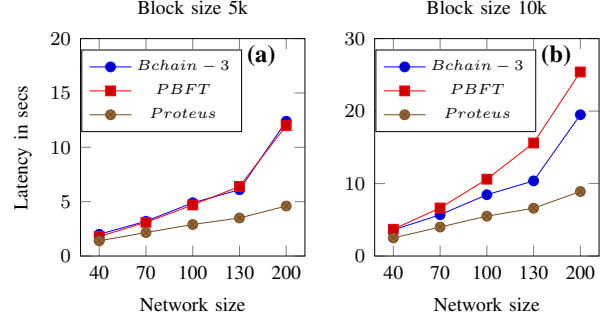 Block size 5k
(a)
Bchain − 3
PBFT
Proteus
20
15
10
5
0
Latency in secs
40 70 100 130 200
Network size
Block size 10k
(b)
Bchain − 3
PBFT
Proteus
30
20
10
0
40 70 100 130 200
Network size